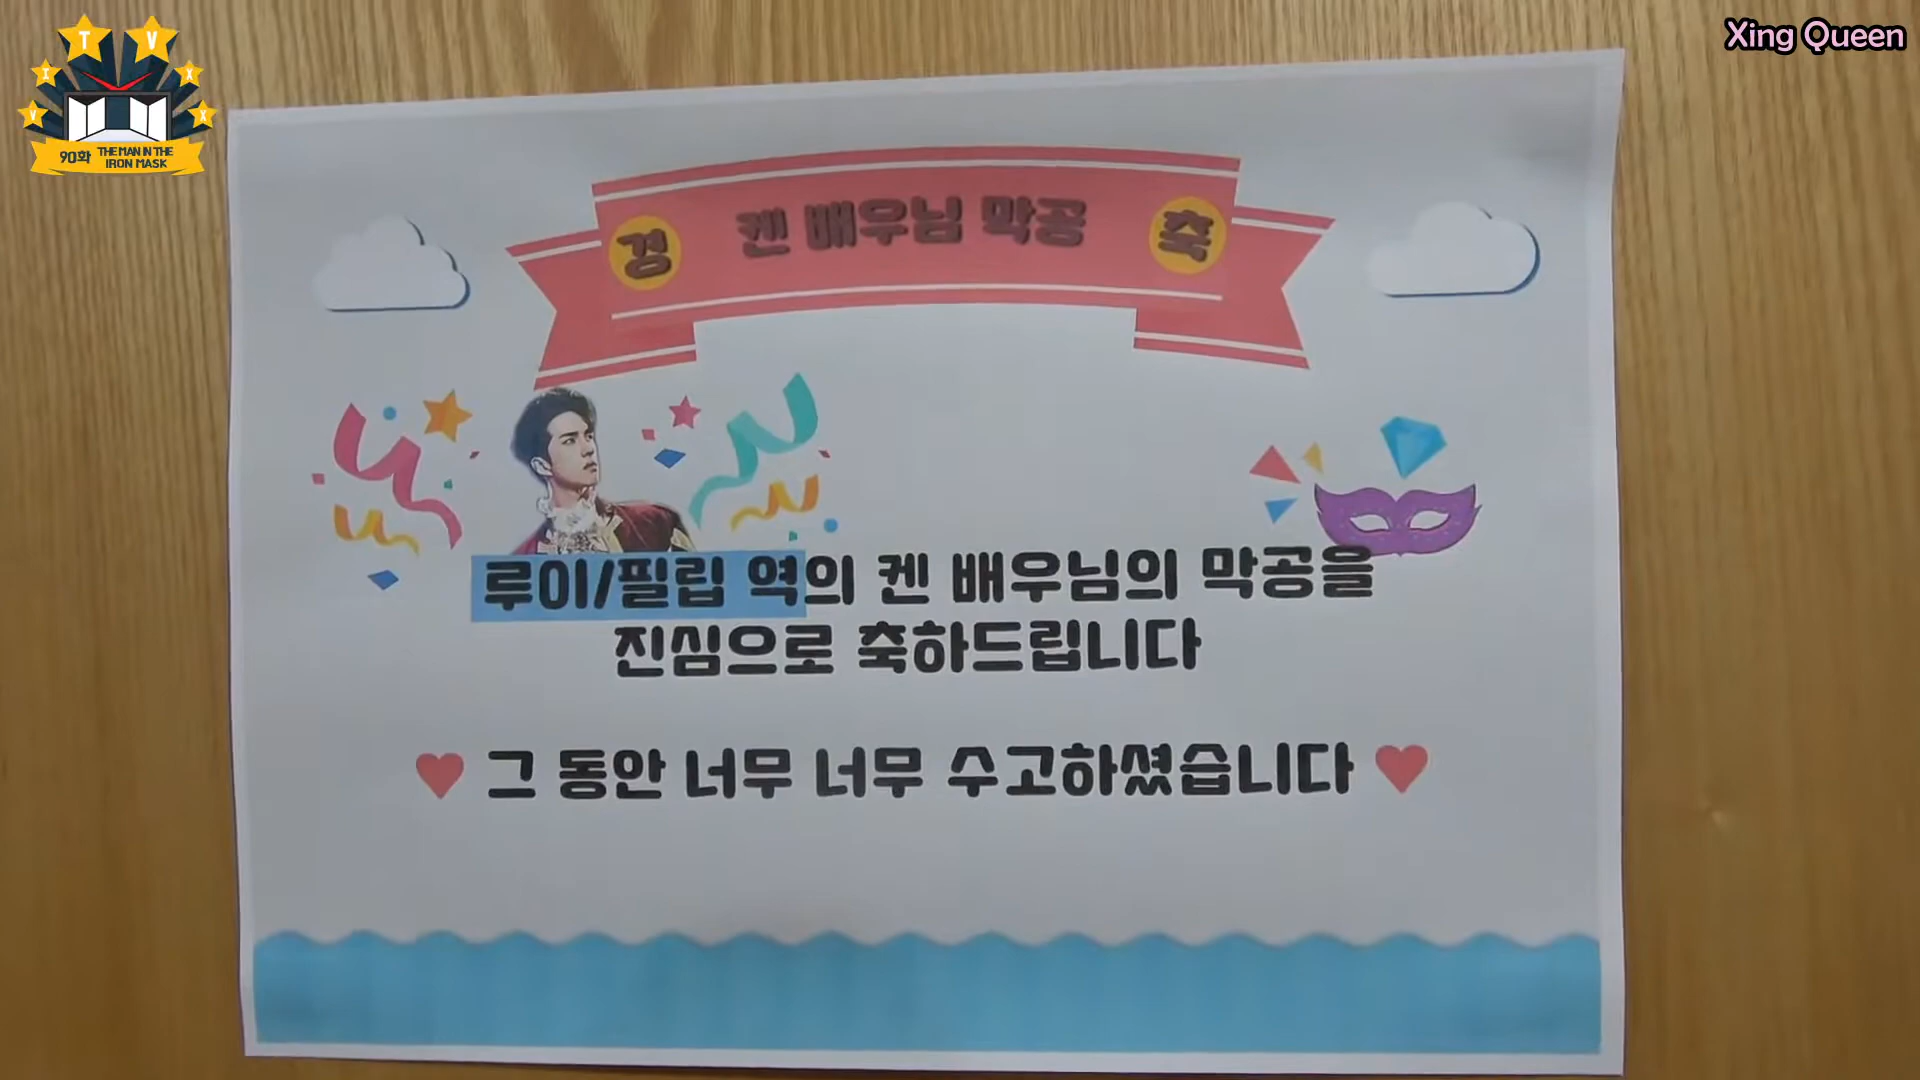 TV
V I X X
90화 THE MAN IN THE
IRON MASK
Xing Queen
경 켄 배우님 막공 축
루이/필립 역의 켄 배우님의 막공을
진심으로 축하드립니다
그 동안 너무 너무 수고하셨습니다